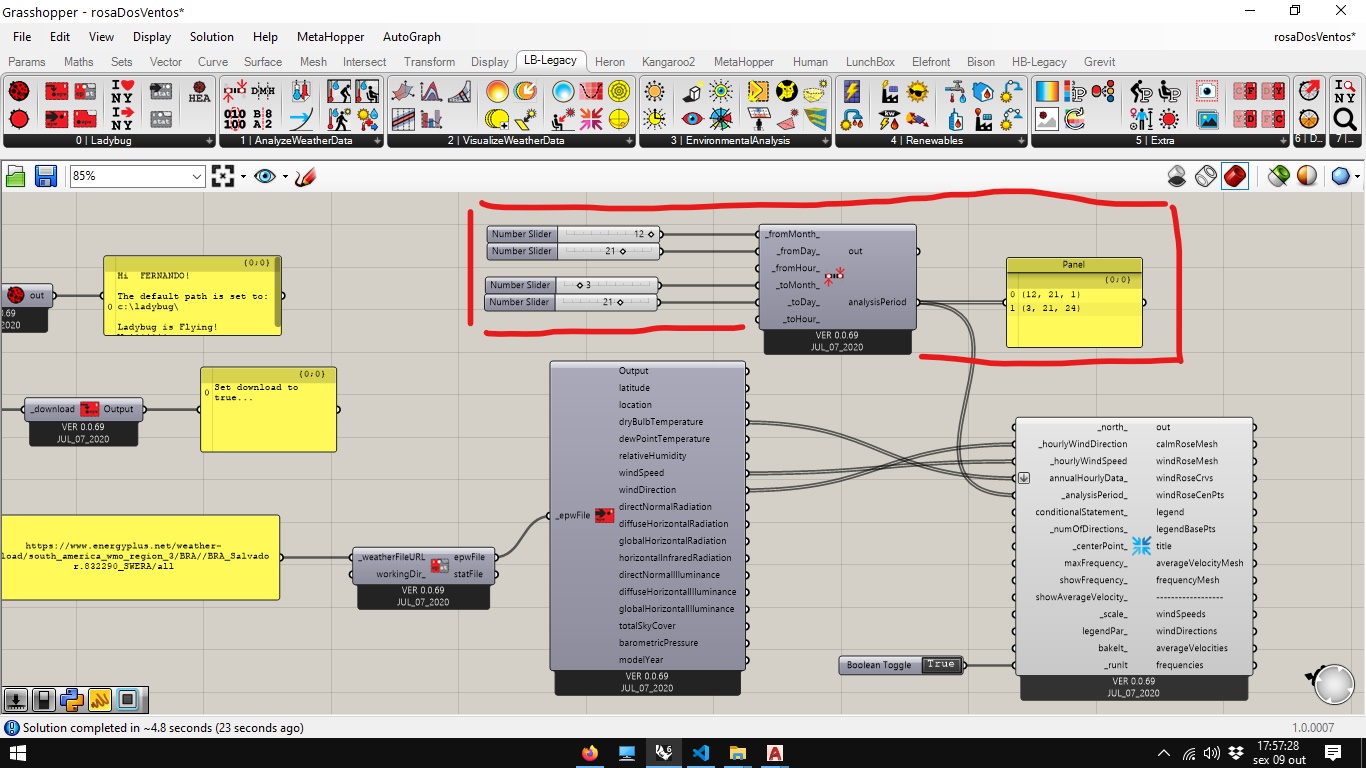 Grasshopper - rosaDosVentos*
File Edit View Display Solution Help MetaHopper AutoGraph
rosaDosVentos*
Params Maths Sets Vector Curve Surface Mesh Intersect Transform Display LB-Legacy Heron Kangaroo2 MetaHopper Human LunchBox Elefront Bison HB-Legacy Grevit
0 | Ladybug
1 | AnalyzeWeatherData
2 | VisualizeWeatherData
3 | EnvironmentalAnalysis
4 | Renewables
5 | Extra
6 | D...
7 |...
85%
Number Slider 12
Number Slider 21
Number Slider 3
Number Slider 21
_fromMonth_
_fromDay_ out
_fromHour_
_toMonth_
_toDay_ analysisPeriod
_toHour_
VER 0.0.69
JUL_07_2020
Panel
{0;0}
0 (12, 21, 1)
1 (3, 21, 24)
out
.69
2020
{0;0}
Hi FERNANDO!
The default path is set to:
0 c:\ladybug\
Ladybug is Flying!
_download Output
VER 0.0.69
JUL_07_2020
{0;0}
0 Set download to
true...
https://www.energyplus.net/weather-
load/south_america_wmo_region_3/BRA//BRA_Salvado
r.832290_SWERA/all
_weatherFileURL epwFile
workingDir_ statFile
VER 0.0.69
JUL_07_2020
_epwFile
Output
latitude
location
dryBulbTemperature
dewPointTemperature
relativeHumidity
windSpeed
windDirection
directNormalRadiation
diffuseHorizontalRadiation
globalHorizontalRadiation
horizontalInfraredRadiation
directNormalIlluminance
diffuseHorizontalIlluminance
globalHorizontalIlluminance
totalSkyCover
barometricPressure
modelYear
VER 0.0.69
JUL_07_2020
Boolean Toggle True
_north_ out
_hourlyWindDirection calmRoseMesh
_hourlyWindSpeed windRoseMesh
annualHourlyData_ windRoseCrvs
_analysisPeriod_ windRoseCenPts
conditionalStatement_ legend
_numOfDirections_ legendBasePts
_centerPoint_ title
maxFrequency_ averageVelocityMesh
showFrequency_ frequencyMesh
showAverageVelocity_ ------------------
_scale_ windSpeeds
legendPar_ windDirections
bakeIt_ averageVelocities
_runIt frequencies
VER 0.0.69
JUL_07_2020
Solution completed in ~4.8 seconds (23 seconds ago)
1.0.0007
17:57:28
sex 09 out